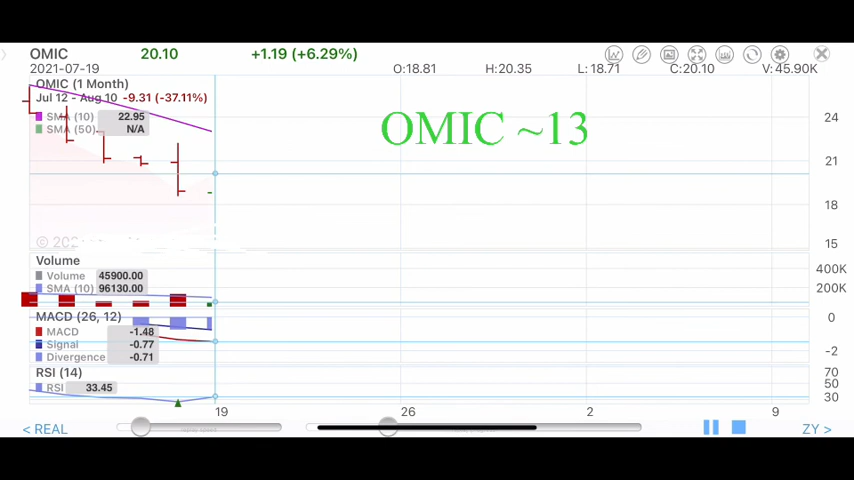 OMIC 20.10 +1.19 (+6.29%)
2021-07-19 O:18.81 H:20.35 L:18.71 C:20.10 V:45.90K
OMIC (1 Month)
Jul 12 - Aug 10 -9.31 (-37.11%)
SMA (10) 22.95
SMA (50) N/A
OMIC ~13
24
21
18
15
© 202
Volume
Volume 45900.00
SMA (10) 96130.00
400K
200K
MACD (26, 12)
MACD -1.48
Signal -0.77
Divergence -0.71
0
-2
RSI (14)
RSI 33.45
70
50
30
19 26 2 9
< REAL ZY >